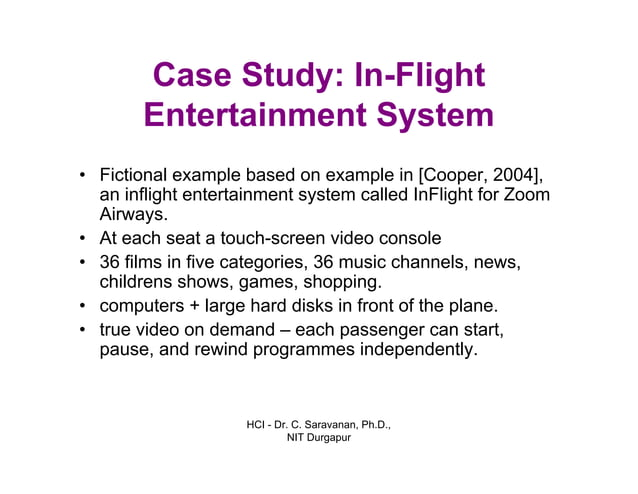 Case Study: In-Flight
Entertainment System
• Fictional example based on example in [Cooper, 2004],
an inflight entertainment system called InFlight for Zoom
Airways.
• At each seat a touch-screen video console
• 36 films in five categories, 36 music channels, news,
childrens shows, games, shopping.
• computers + large hard disks in front of the plane.
• true video on demand – each passenger can start,
pause, and rewind programmes independently.
HCI - Dr. C. Saravanan, Ph.D.,
NIT Durgapur